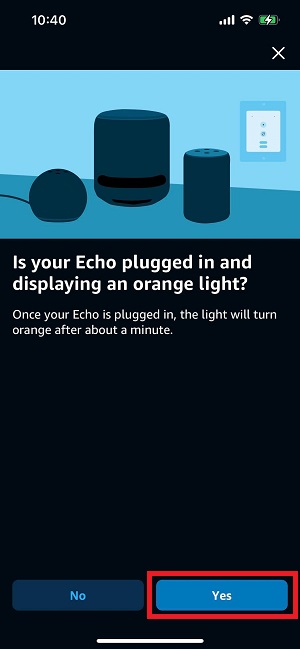 10:40
Is your Echo plugged in and
displaying an orange light?
Once your Echo is plugged in, the light will turn
orange after about a minute.
No
Yes